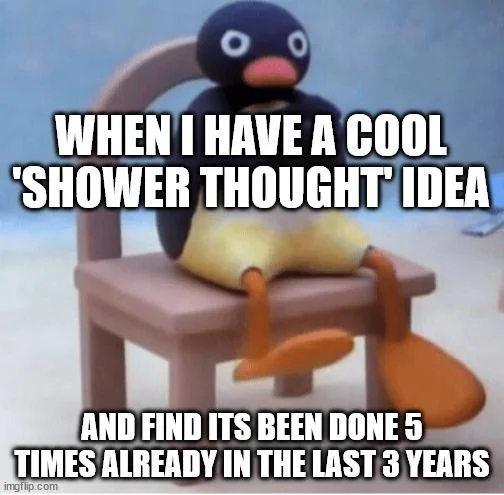 WHEN I HAVE A COOL
'SHOWER THOUGHT' IDEA
AND FIND ITS BEEN DONE 5
TIMES ALREADY IN THE LAST 3 YEARS
imgflip.com